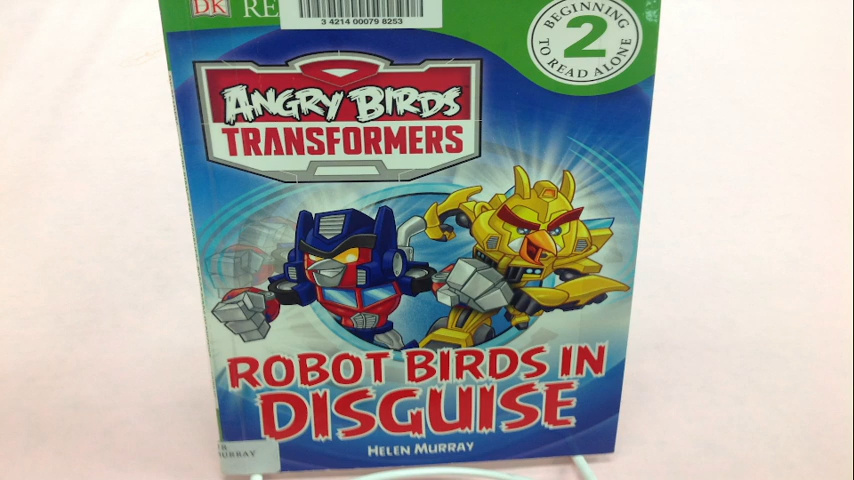 DK
RE
3 4214 00079 8253
BEGINNING
2
TO READ ALONE
ANGRY BIRDS
TRANSFORMERS
ROBOT BIRDS IN
DISGUISE
HELEN MURRAY